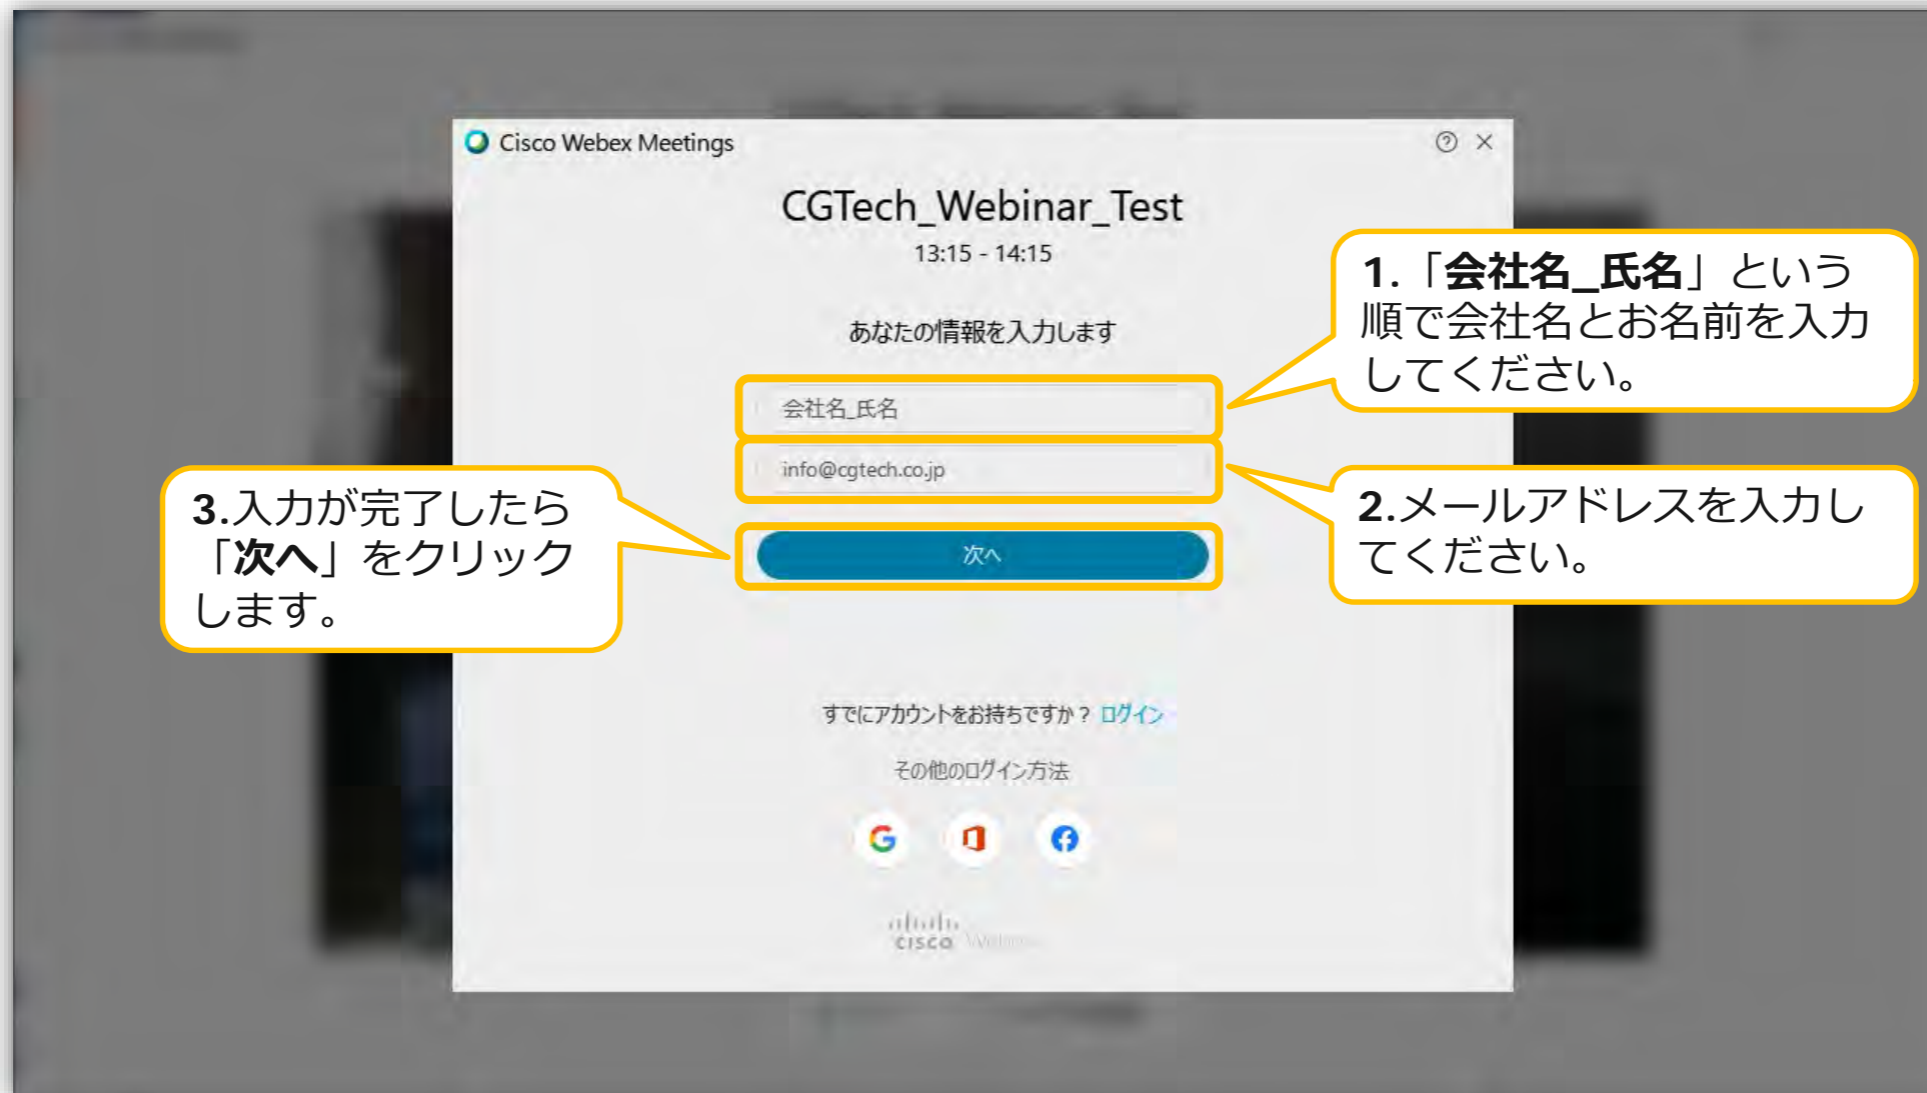 Cisco Webex Meetings
CGTech_Webinar_Test
13:15 - 14:15
あなたの情報を入力します
会社名_氏名
info@cgtech.co.jp
次へ
1.「会社名_氏名」という
順で会社名とお名前を入力
してください。
2.メールアドレスを入力し
てください。
3.入力が完了したら
「次へ」をクリック
します。
すでにアカウントをお持ちですか？ ログイン
その他のログイン方法
cisco